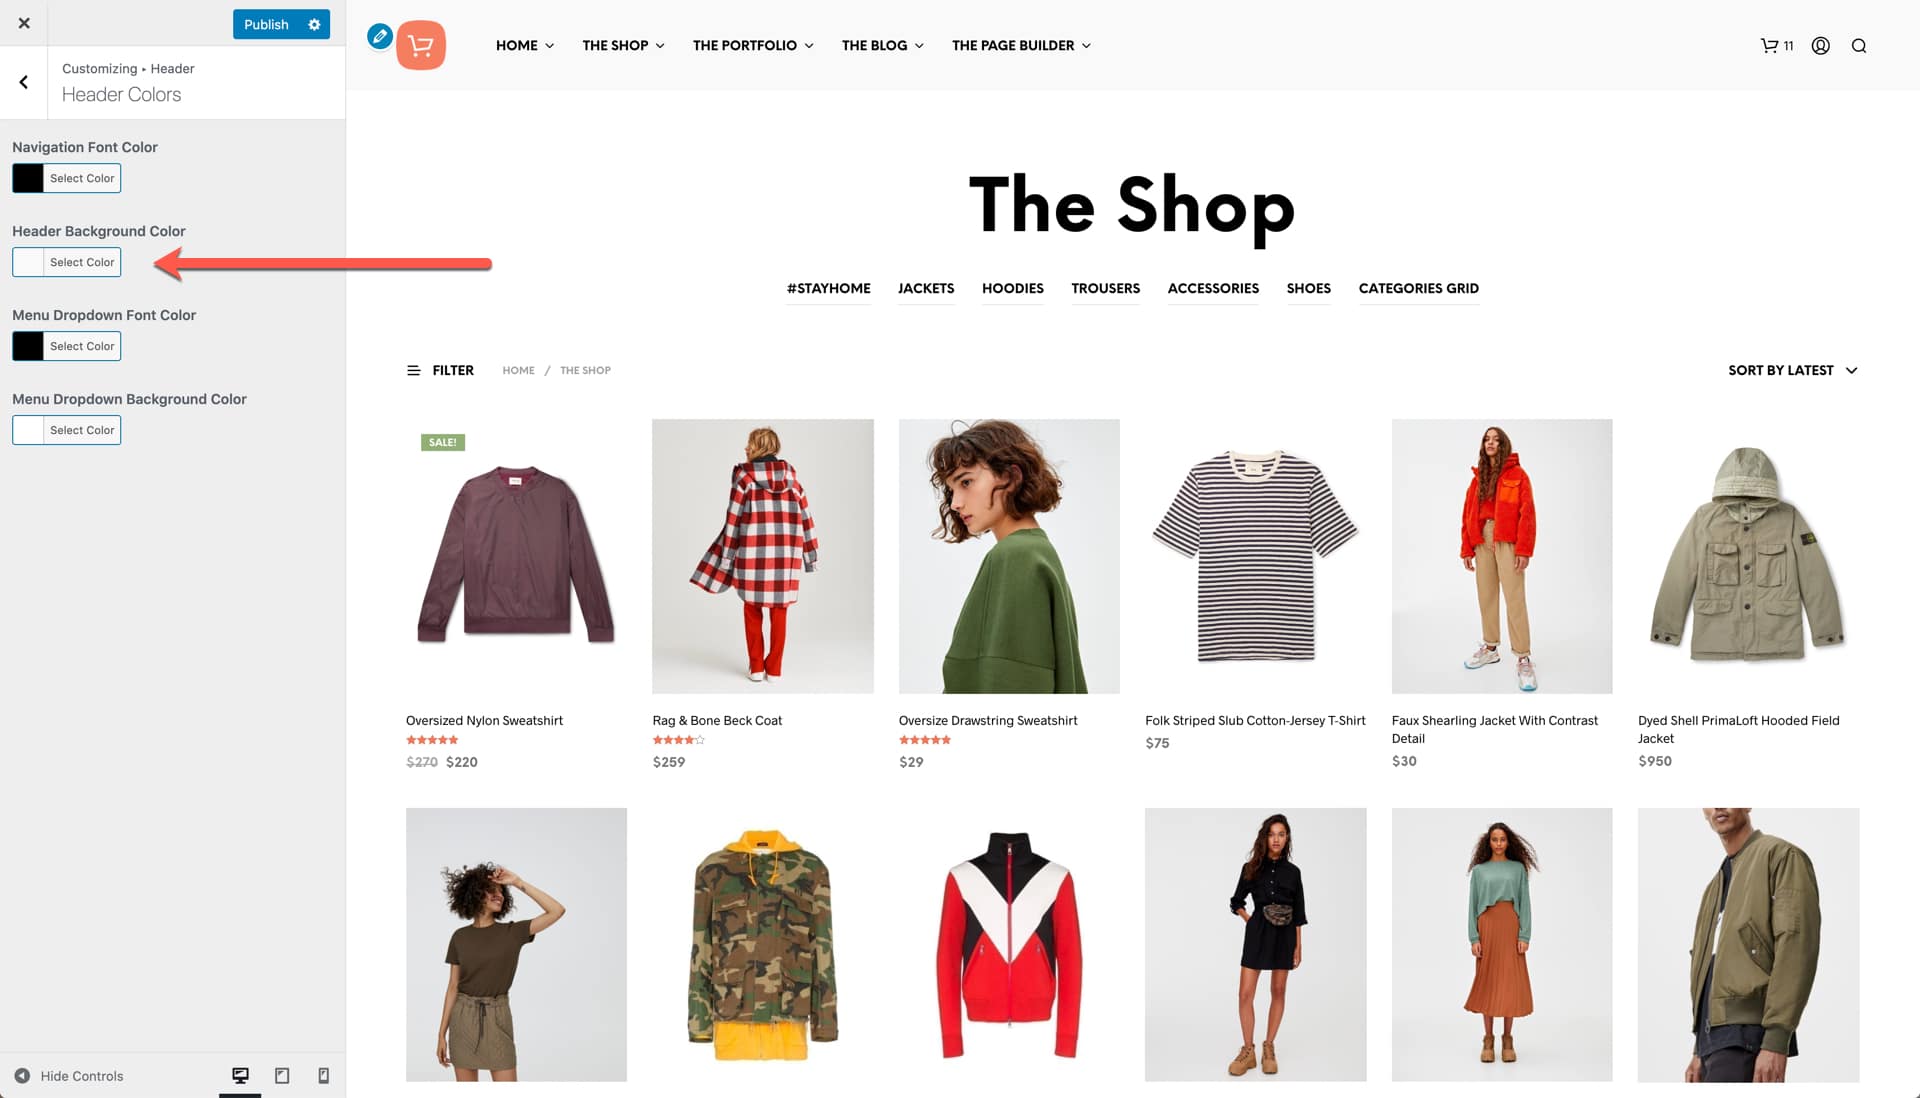 Publish
Customizing ▸ Header
Header Colors
Navigation Font Color
Select Color
Header Background Color
Select Color
Menu Dropdown Font Color
Select Color
Menu Dropdown Background Color
Select Color
Hide Controls
HOME THE SHOP THE PORTFOLIO THE BLOG THE PAGE BUILDER 11
The Shop
#STAYHOME JACKETS HOODIES TROUSERS ACCESSORIES SHOES CATEGORIES GRID
FILTER HOME / THE SHOP SORT BY LATEST
SALE!
Oversized Nylon Sweatshirt
$270 $220
Rag & Bone Beck Coat
$259
Oversize Drawstring Sweatshirt
$29
Folk Striped Slub Cotton-Jersey T-Shirt
$75
Faux Shearling Jacket With Contrast
Detail
$30
Dyed Shell PrimaLoft Hooded Field
Jacket
$950